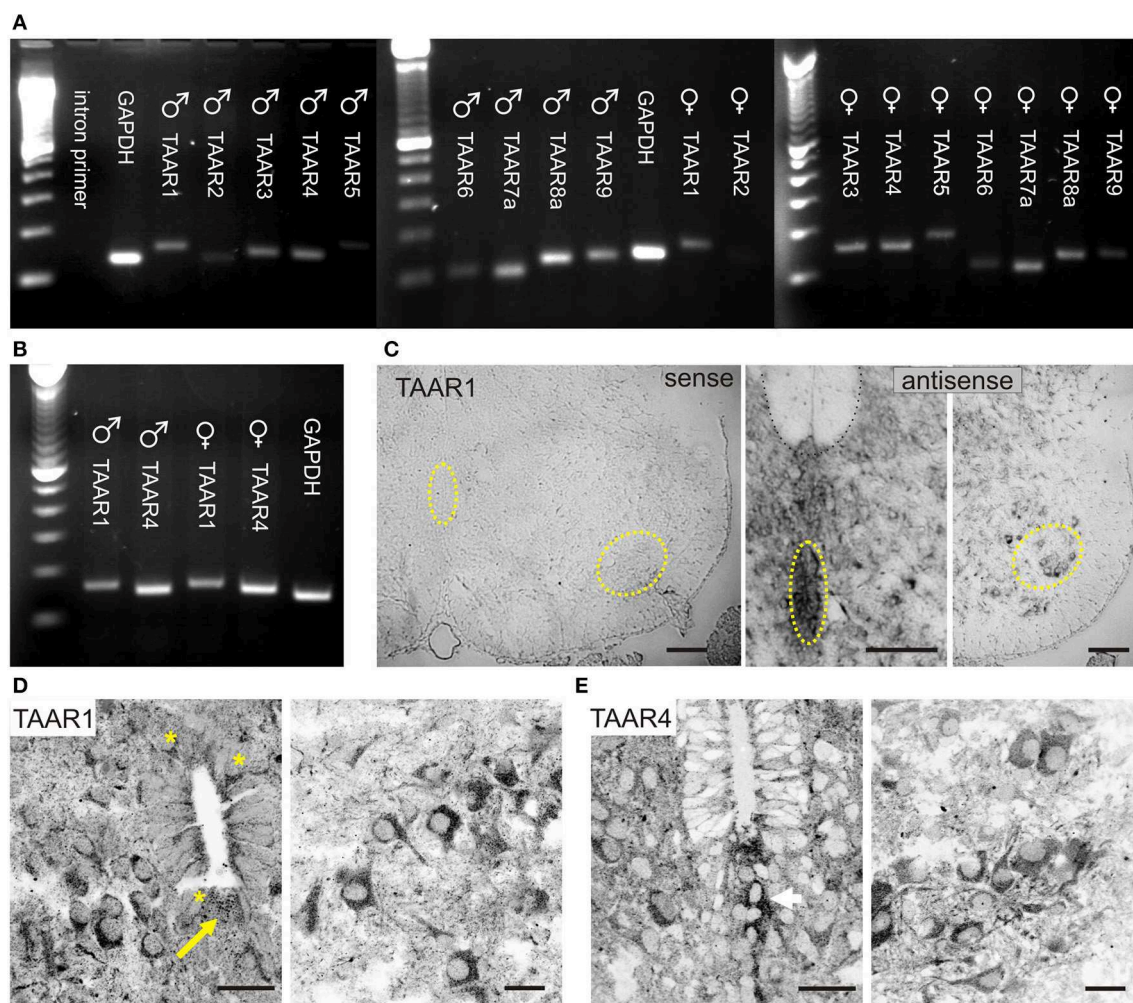 A
intron primer
GAPDH
♂ TAAR1
♂ TAAR2
♂ TAAR3
♂ TAAR4
♂ TAAR5
♂ TAAR6
♂ TAAR7a
♂ TAAR8a
♂ TAAR9
GAPDH
♀ TAAR1
♀ TAAR2
♀ TAAR3
♀ TAAR4
♀ TAAR5
♀ TAAR6
♀ TAAR7a
♀ TAAR8a
♀ TAAR9
B
♂ TAAR1
♂ TAAR4
♀ TAAR1
♀ TAAR4
GAPDH
C
TAAR1
sense
antisense
D
TAAR1
E
TAAR4